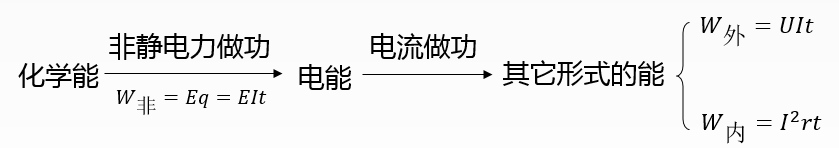 化学能
非静电力做功
W非 = Eq = EIt
电能
电流做功
其它形式的能
W外 = UIt
W内 = I²rt